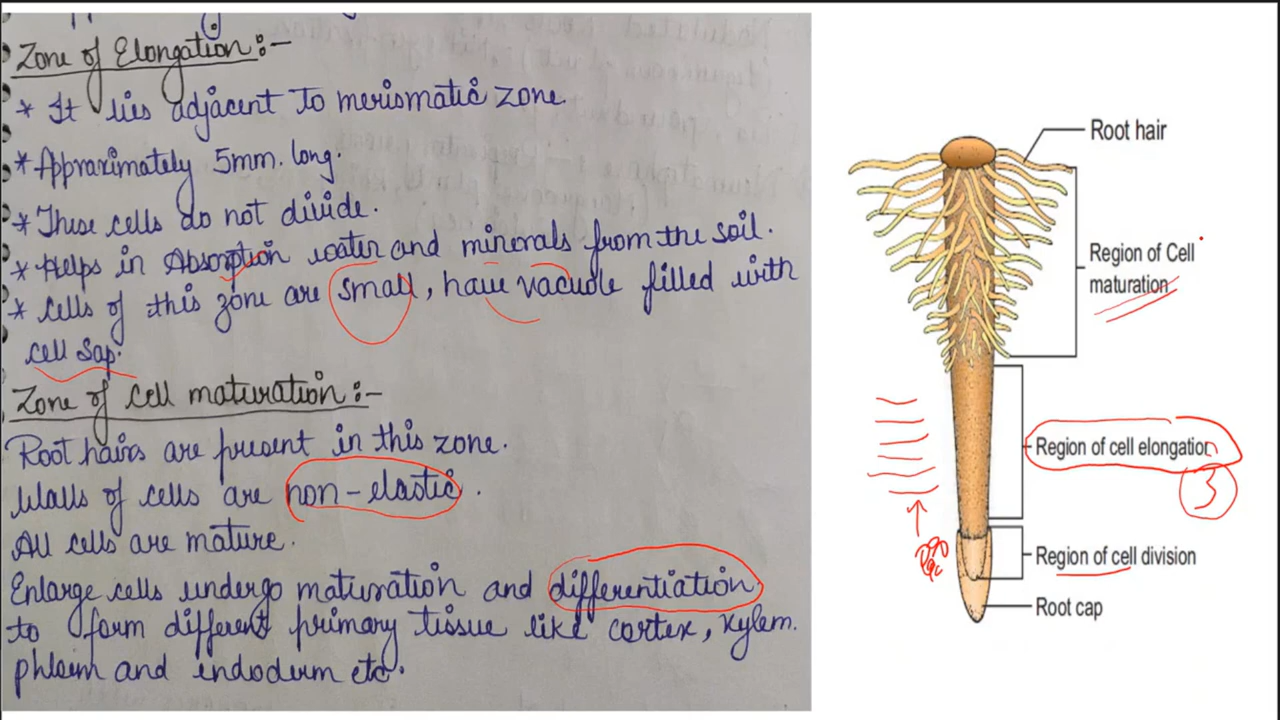 Zone of Elongation:-
* It lies adjacent to merismatic zone.
* Approximately 5mm. long.
* These cells do not divide.
* Helps in Absorption water and minerals from the soil.
* Cells of this zone are small, have vacuole filled with
cell Sap.
Zone of Cell maturation:-
Root hairs are present in this zone.
Walls of cells are non-elastic.
All cells are mature.
Enlarge cells undergo maturation and differentiation
to form different primary tissue like cortex, xylem.
phloem and endoderm etc.
Root hair
Region of Cell
maturation
Region of cell elongation
3
Region of cell division
Root cap